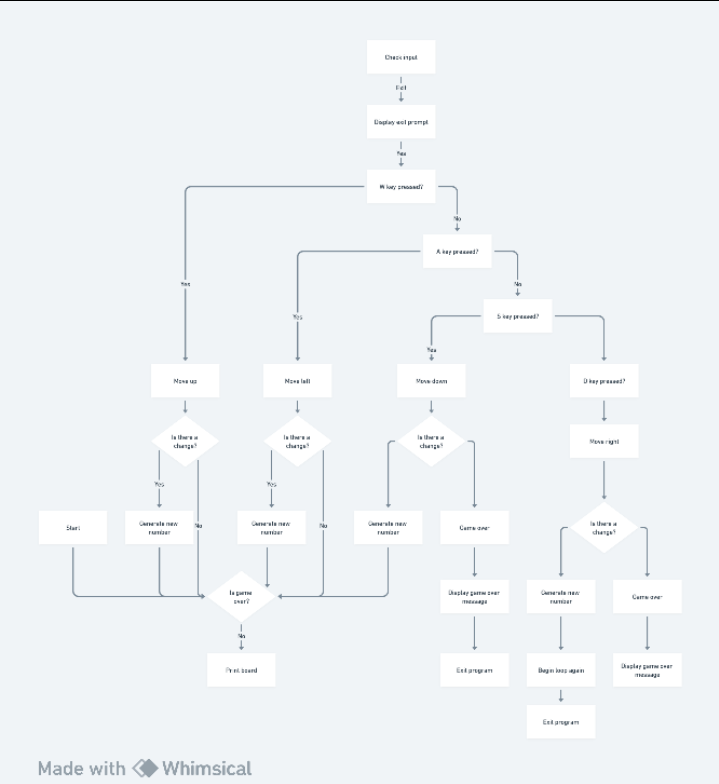 Check input
Exit
Display exit prompt
Yes
W key pressed?
No
A key pressed?
Yes
No
Yes
S key pressed?
Yes
Move up
Move left
Move down
D key pressed?
Is there a
change?
Is there a
change?
Is there a
change?
Move right
Yes
Yes
Start
Generate new
number
No
Generate new
number
No
Generate new
number
Game over
Is there a
change?
Is game
over?
Display game over
message
Generate new
number
Game over
No
Print board
Exit program
Begin loop again
Display game over
message
Exit program
Made with Whimsical